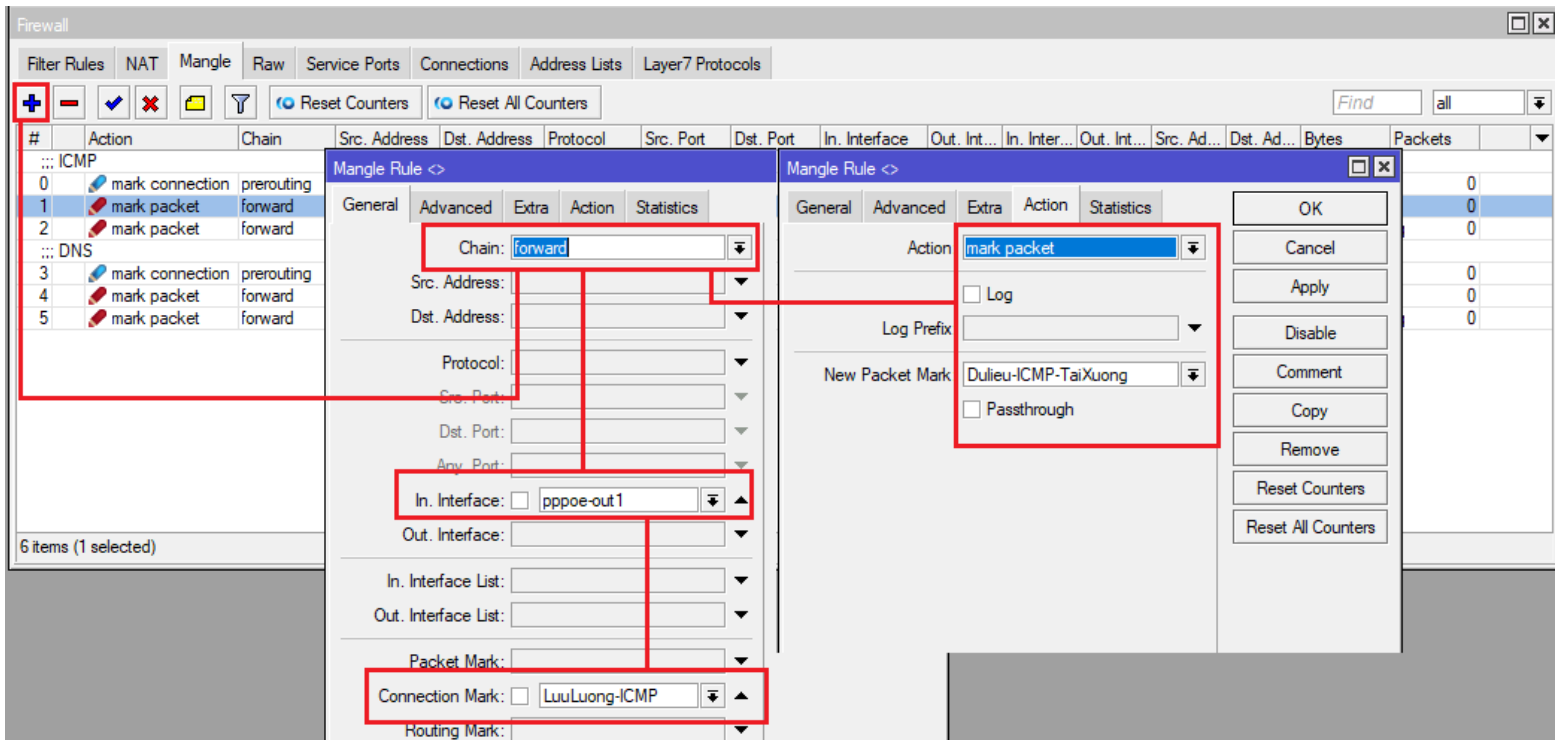 Firewall
Filter Rules NAT Mangle Raw Service Ports Connections Address Lists Layer7 Protocols
Reset Counters Reset All Counters Find all
# Action Chain Src. Address Dst. Address Protocol Src. Port Dst. Port In. Interface Out. Int... In. Inter... Out. Int... Src. Ad... Dst. Ad... Bytes Packets
::: ICMP
0 mark connection prerouting 0
1 mark packet forward 0
2 mark packet forward 0
::: DNS
3 mark connection prerouting 0
4 mark packet forward 0
5 mark packet forward 0
6 items (1 selected)
Mangle Rule <>
General Advanced Extra Action Statistics
Chain: forward
Src. Address:
Dst. Address:
Protocol:
Src. Port:
Dst. Port:
Any. Port:
In. Interface: pppoe-out1
Out. Interface:
In. Interface List:
Out. Interface List:
Packet Mark:
Connection Mark: LuuLuong-ICMP
Routing Mark:
Mangle Rule <>
General Advanced Extra Action Statistics
Action mark packet
Log
Log Prefix
New Packet Mark Dulieu-ICMP-TaiXuong
Passthrough
OK
Cancel
Apply
Disable
Comment
Copy
Remove
Reset Counters
Reset All Counters